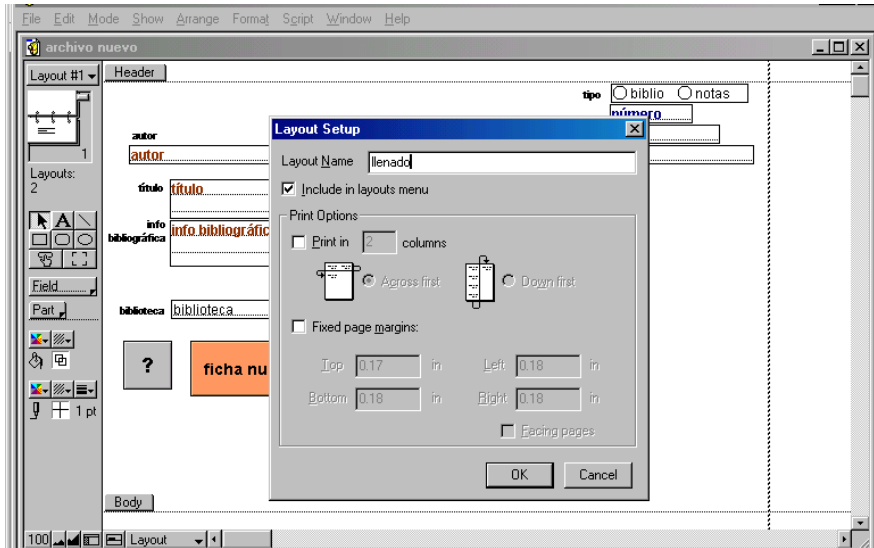 File Edit Mode Show Arrange Format Script Window Help
archivo nuevo
Layout #1 Header
tipo biblio notas
número
autor
autor
1
Layouts:
2
título título
info
bibliográfica info.bibliográfic
Field
Part
biblioteca biblioteca
? ficha nu
1 pt
Body
100 Layout
Layout Setup
Layout Name llenado
Include in layouts menu
Print Options
Print in 2 columns
Across first Down first
Fixed page margins:
Top 0.17 in Left 0.18 in
Bottom 0.18 in Right 0.18 in
Facing pages
OK Cancel